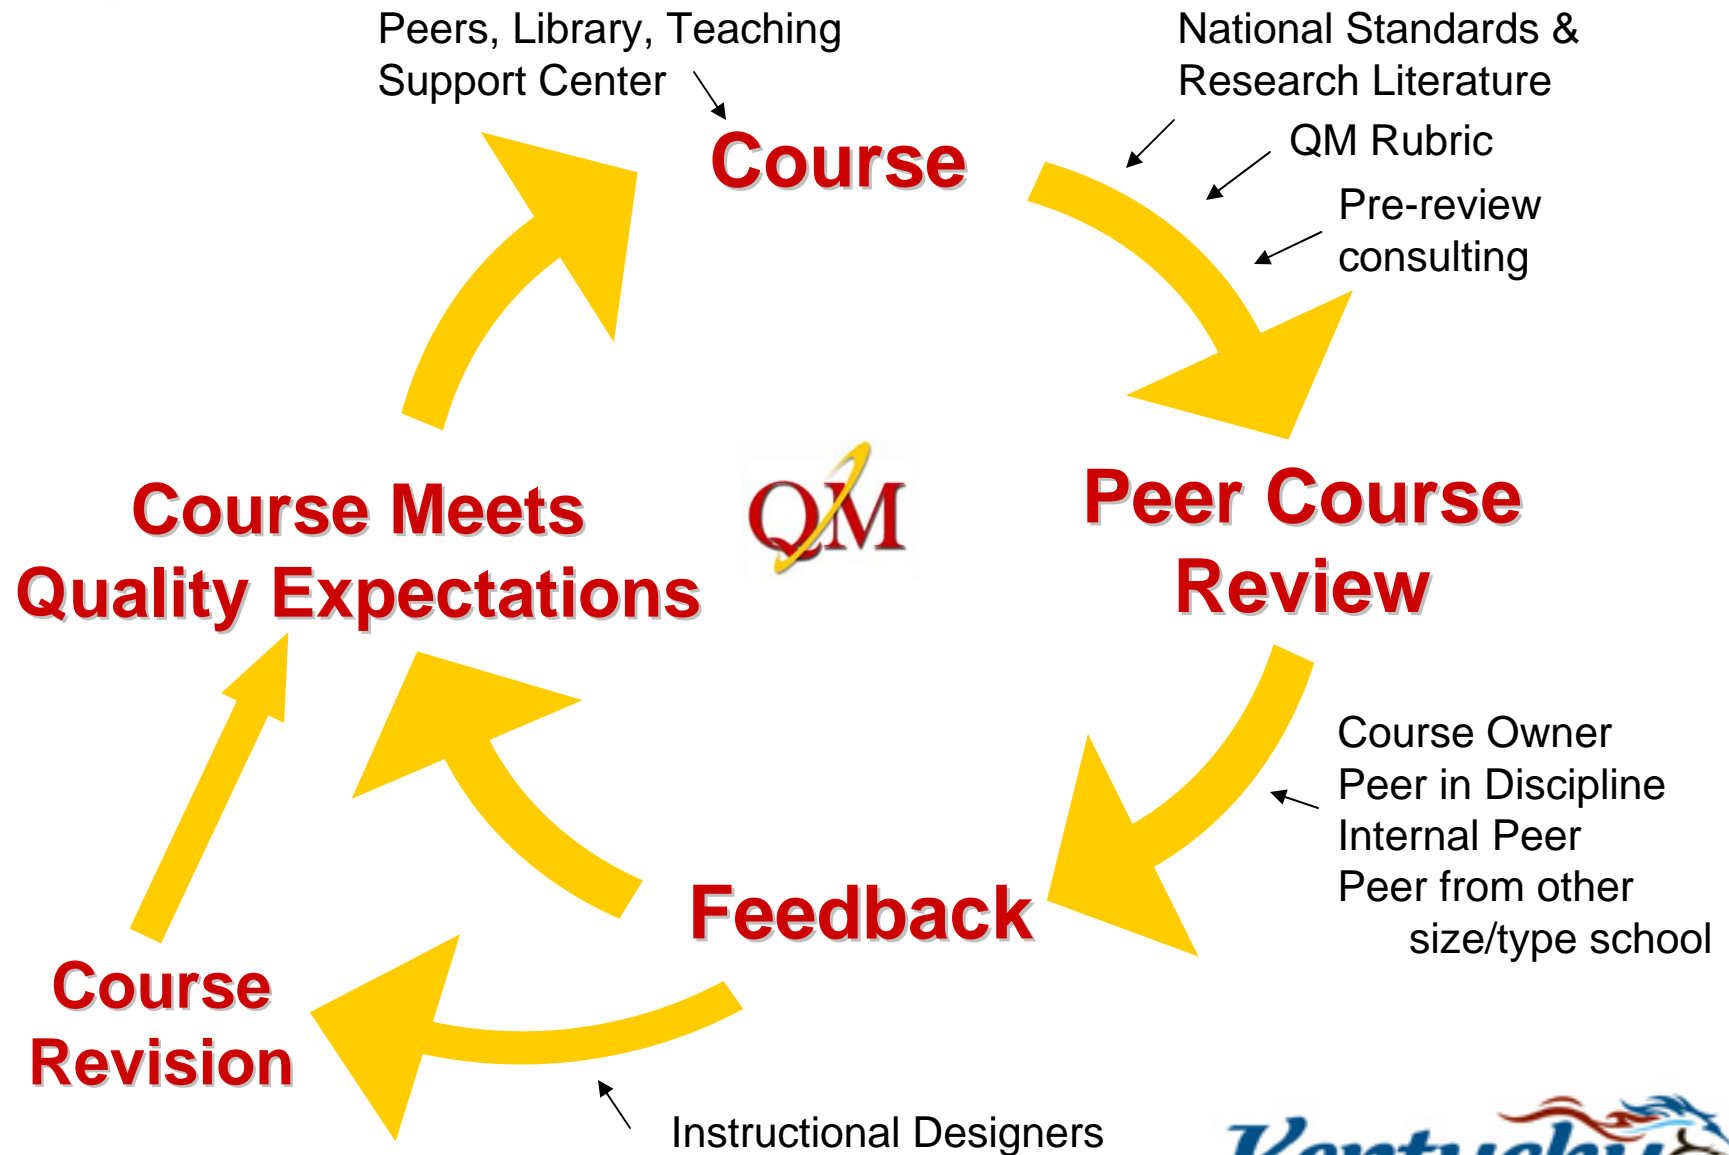 Peers, Library, Teaching
Support Center
National Standards &
Research Literature
QM Rubric
Pre-review
consulting
Course
Peer Course
Review
QM
Course Meets
Quality Expectations
Course Owner
Peer in Discipline
Internal Peer
Peer from other
size/type school
Feedback
Course
Revision
Instructional Designers
Kentucky